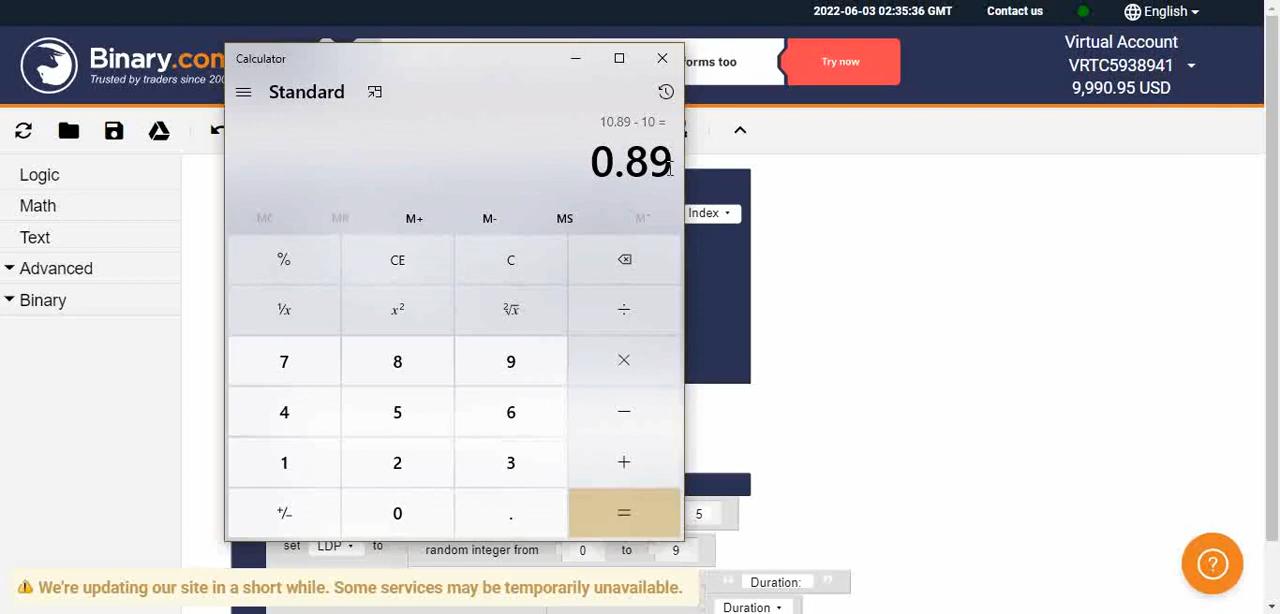 2022-06-03 02:35:36 GMT
Contact us
English
Binary.con
Trusted by traders since 200
orms too
Try now
Virtual Account
VRTC5938941
9,990.95 USD
Calculator
Standard
10.89 - 10 =
0.89
MC MR M+ M- MS M˅
% CE C
¹/x x² ²√x ÷
7 8 9 ×
4 5 6 −
1 2 3 +
+/− 0 . =
Logic
Math
Text
Advanced
Binary
Index
5
set LDP to random integer from 0 to 9
We're updating our site in a short while. Some services may be temporarily unavailable.
Duration:
Duration
?